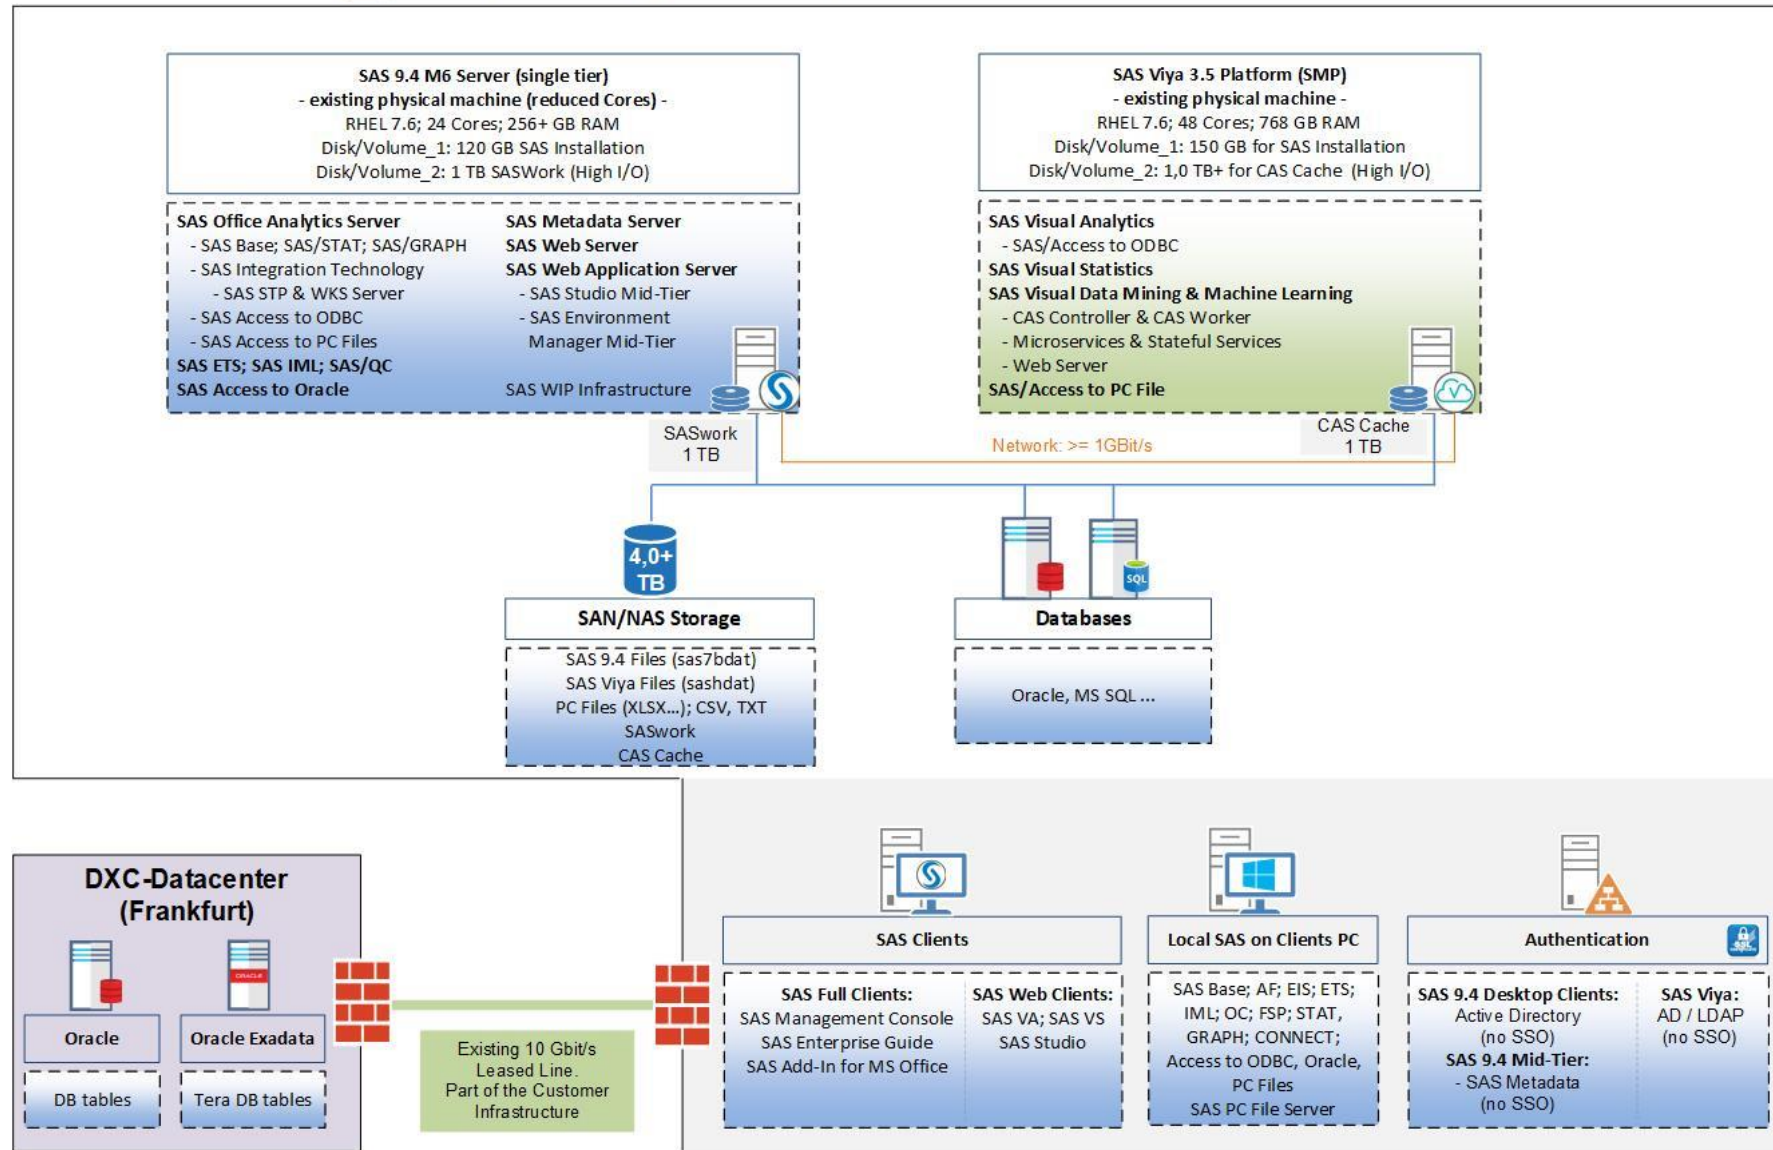 SAS 9.4 M6 Server (single tier)
- existing physical machine (reduced Cores) -
RHEL 7.6; 24 Cores; 256+ GB RAM
Disk/Volume_1: 120 GB SAS Installation
Disk/Volume_2: 1 TB SASWork (High I/O)
SAS Office Analytics Server
- SAS Base; SAS/STAT; SAS/GRAPH
- SAS Integration Technology
- SAS STP & WKS Server
- SAS Access to ODBC
- SAS Access to PC Files
SAS ETS; SAS IML; SAS/QC
SAS Access to Oracle
SAS Metadata Server
SAS Web Server
SAS Web Application Server
- SAS Studio Mid-Tier
- SAS Environment
Manager Mid-Tier
SAS WIP Infrastructure
SASwork
1 TB
SAS Viya 3.5 Platform (SMP)
- existing physical machine -
RHEL 7.6; 48 Cores; 768 GB RAM
Disk/Volume_1: 150 GB for SAS Installation
Disk/Volume_2: 1,0 TB+ for CAS Cache (High I/O)
SAS Visual Analytics
- SAS/Access to ODBC
SAS Visual Statistics
SAS Visual Data Mining & Machine Learning
- CAS Controller & CAS Worker
- Microservices & Stateful Services
- Web Server
SAS/Access to PC File
CAS Cache
1 TB
Network: >= 1GBit/s
4,0+
TB
SAN/NAS Storage
SAS 9.4 Files (sas7bdat)
SAS Viya Files (sashdat)
PC Files (XLSX...); CSV, TXT
SASwork
CAS Cache
SQL
Databases
Oracle, MS SQL ...
DXC-Datacenter
(Frankfurt)
ORACLE
Oracle
Oracle Exadata
DB tables
Tera DB tables
Existing 10 Gbit/s
Leased Line.
Part of the Customer
Infrastructure
SAS Clients
SAS Full Clients:
SAS Management Console
SAS Enterprise Guide
SAS Add-In for MS Office
SAS Web Clients:
SAS VA; SAS VS
SAS Studio
Local SAS on Clients PC
SAS Base; AF; EIS; ETS;
IML; OC; FSP; STAT,
GRAPH; CONNECT;
Access to ODBC, Oracle,
PC Files
SAS PC File Server
Authentication
SSL
SAS 9.4 Desktop Clients:
Active Directory
(no SSO)
SAS 9.4 Mid-Tier:
- SAS Metadata
(no SSO)
SAS Viya:
AD / LDAP
(no SSO)